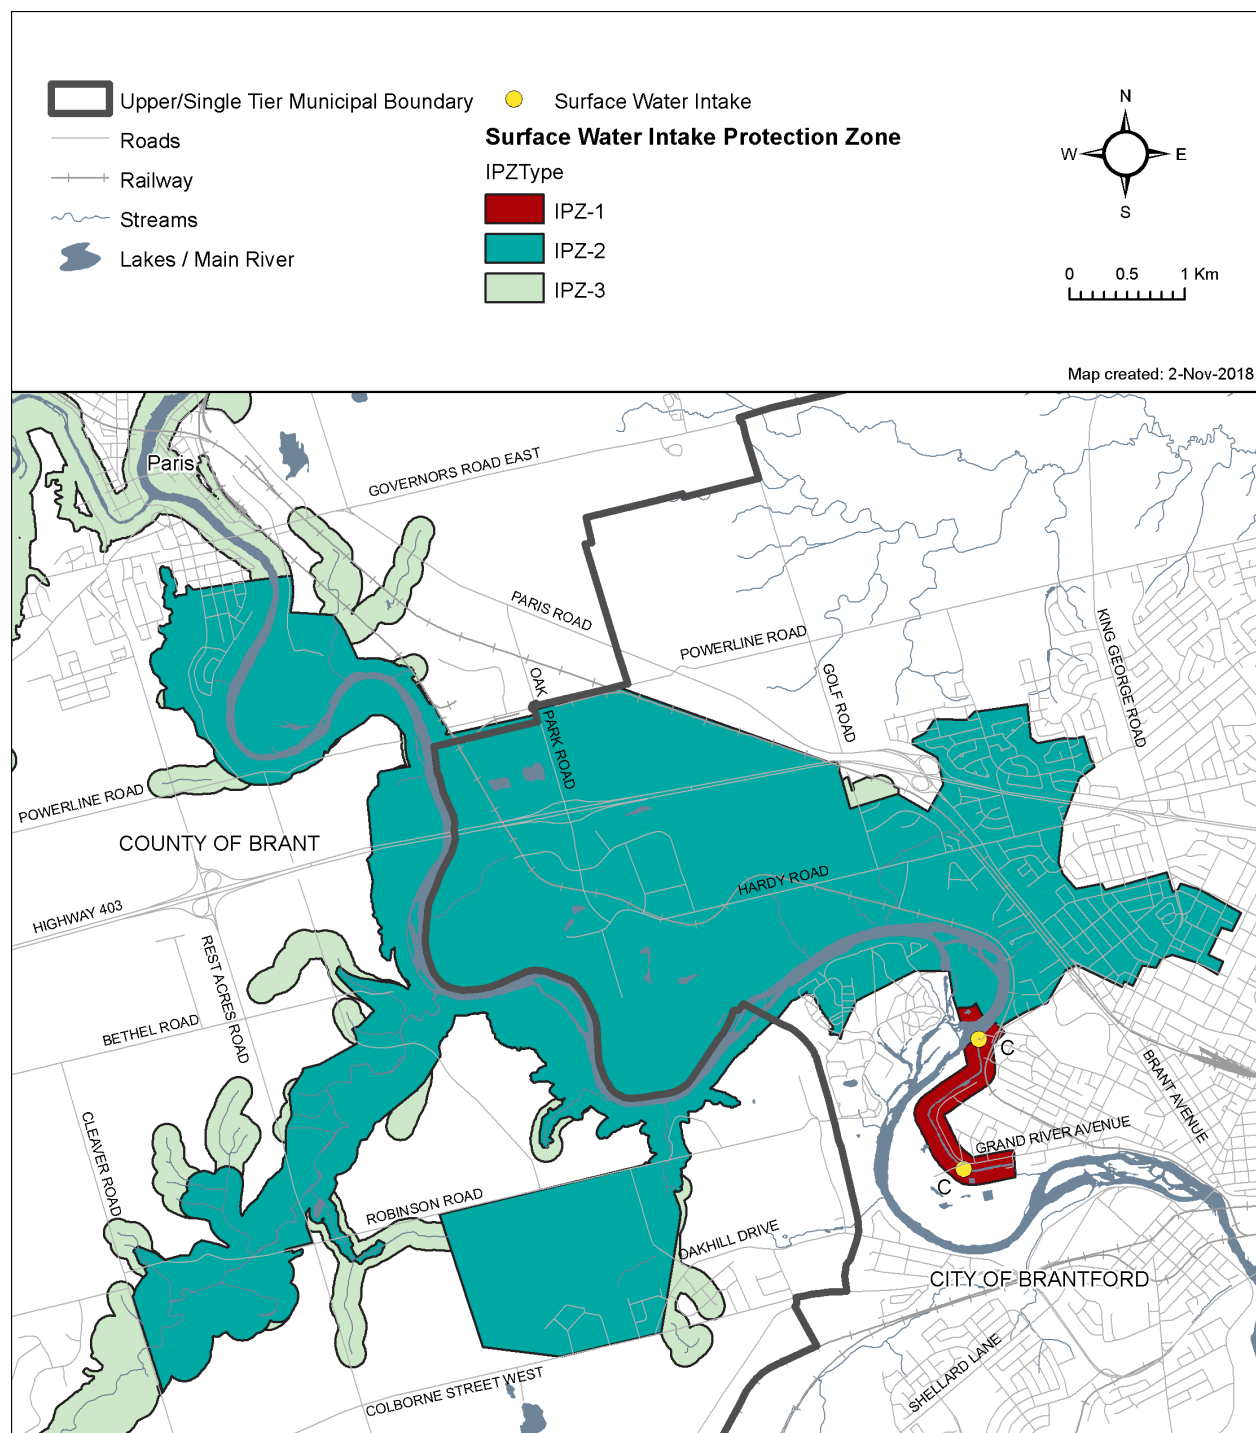 Upper/Single Tier Municipal Boundary
Roads
Railway
Streams
Lakes / Main River
Surface Water Intake
Surface Water Intake Protection Zone
IPZType
IPZ-1
IPZ-2
IPZ-3
N
W
E
S
0 0.5 1 Km
Map created: 2-Nov-2018
Paris
GOVERNORS ROAD EAST
PARIS ROAD
POWERLINE ROAD
KING GEORGE ROAD
GOLF ROAD
OAK PARK ROAD
POWERLINE ROAD
COUNTY OF BRANT
HARDY ROAD
HIGHWAY 403
REST ACRES ROAD
BETHEL ROAD
C
BRANT AVENUE
CLEAVER ROAD
GRAND RIVER AVENUE
C
ROBINSON ROAD
OAKHILL DRIVE
CITY OF BRANTFORD
SHELLARD LANE
COLBORNE STREET WEST